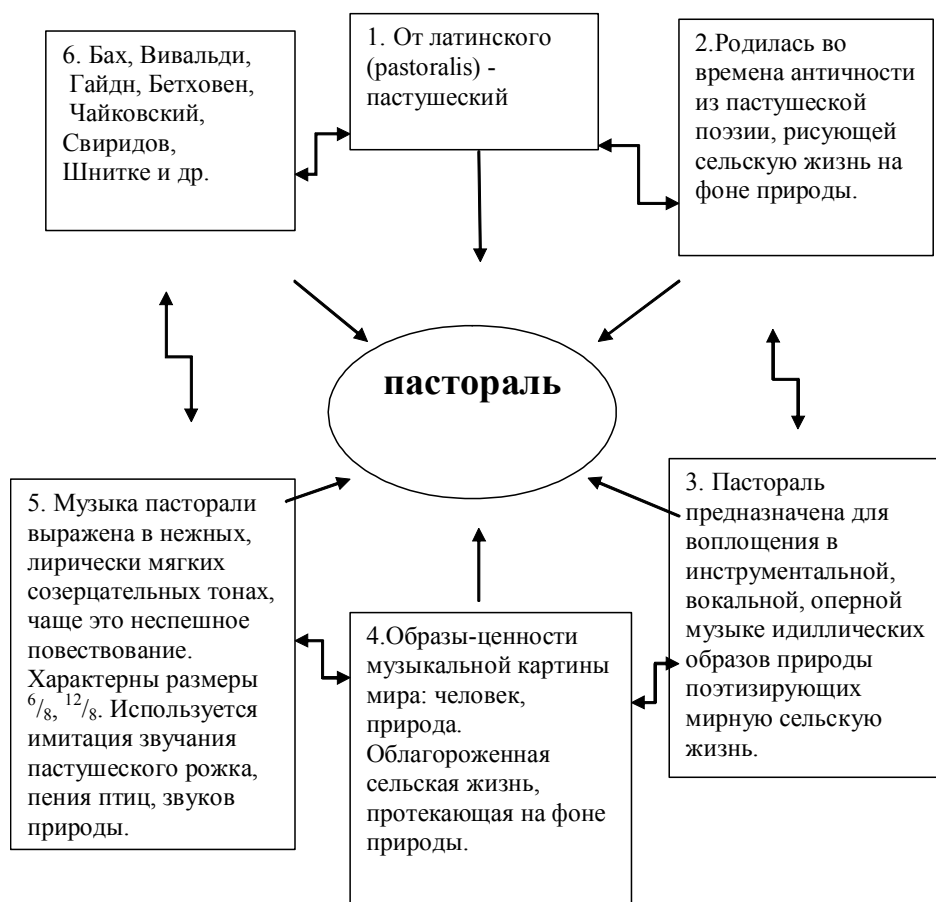 1. От латинского
(pastoralis) -
пастушеский
2.Родилась во
времена античности
из пастушеской
поэзии, рисующей
сельскую жизнь на
фоне природы.
3. Пастораль
предназначена для
воплощения в
инструментальной,
вокальной, оперной
музыке идиллических
образов природы
поэтизирующих
мирную сельскую
жизнь.
4.Образы-ценности
музыкальной картины
мира: человек,
природа.
Облагороженная
сельская жизнь,
протекающая на фоне
природы.
5. Музыка пасторали
выражена в нежных,
лирически мягких
созерцательных тонах,
чаще это неспешное
повествование.
Характерны размеры
6/8, 12/8. Используется
имитация звучания
пастушеского рожка,
пения птиц, звуков
природы.
6. Бах, Вивальди,
Гайдн, Бетховен,
Чайковский,
Свиридов,
Шнитке и др.
пастораль